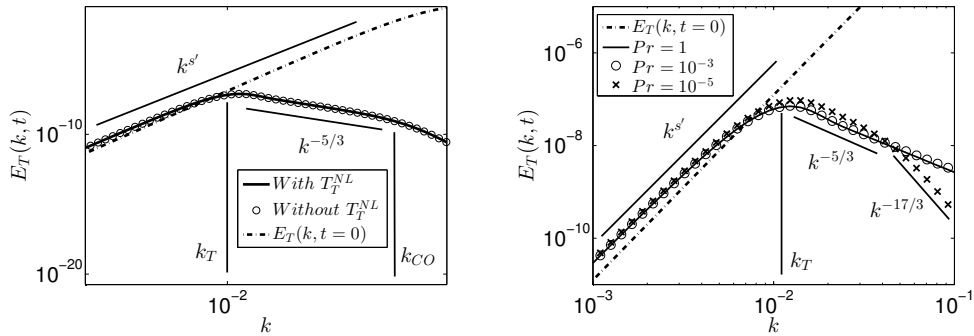 E_T(k, t)
10^{-10}
10^{-20}
10^{-2}
k
k^{s'}
k^{-5/3}
With T_T^{NL}
Without T_T^{NL}
E_T(k, t = 0)
k_T
k_{CO}
E_T(k, t)
10^{-6}
10^{-8}
10^{-10}
10^{-3}
10^{-2}
10^{-1}
k
E_T(k, t = 0)
Pr = 1
Pr = 10^{-3}
Pr = 10^{-5}
k^{s'}
k^{-5/3}
k^{-17/3}
k_T